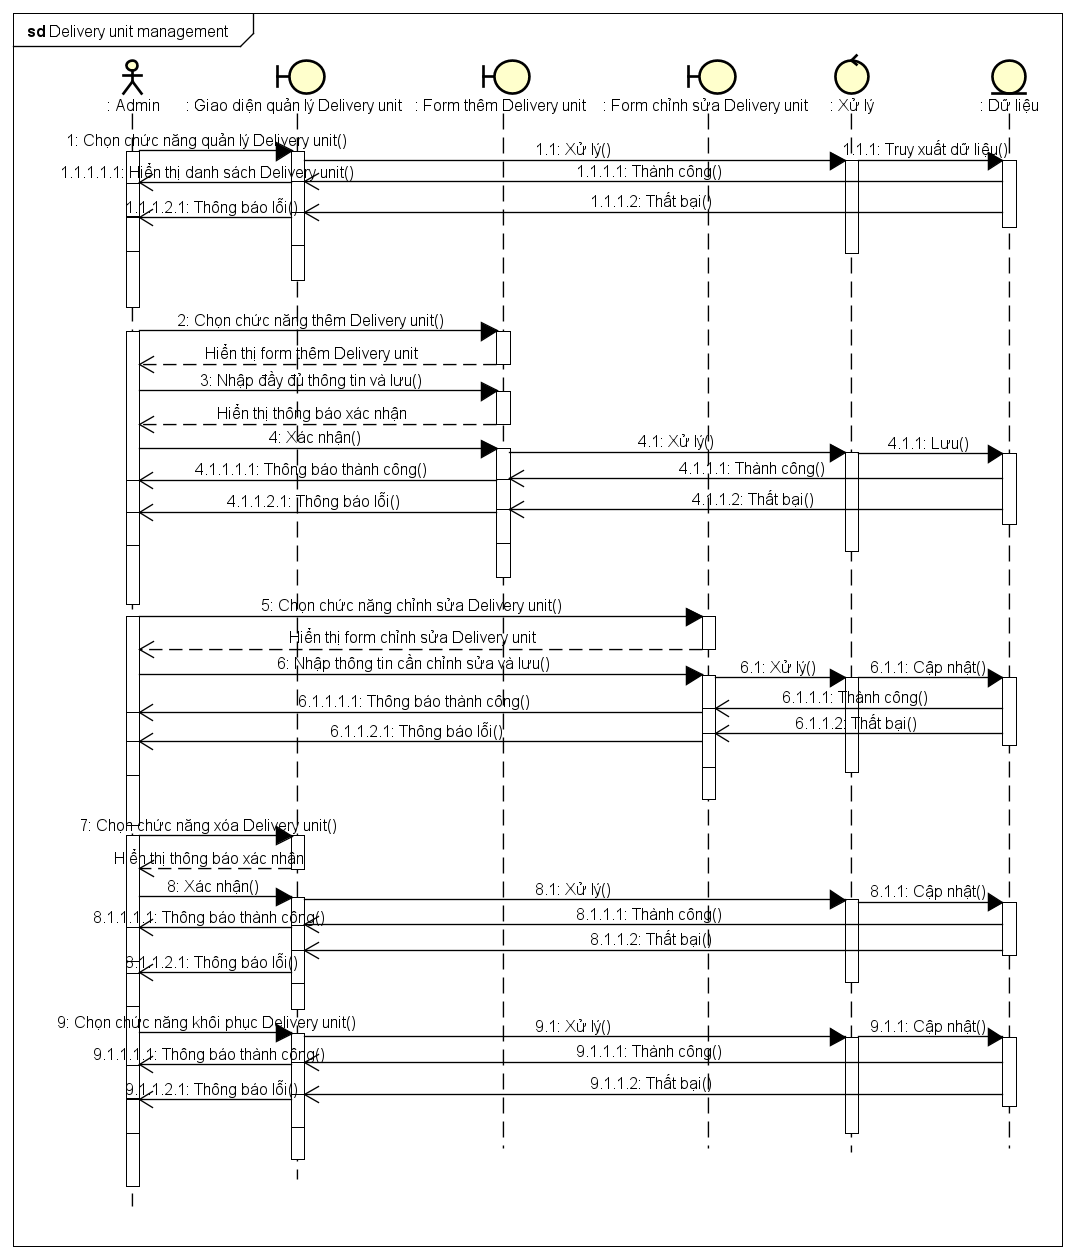 sd Delivery unit management
: Admin
: Giao diện quản lý Delivery unit
: Form thêm Delivery unit
: Form chỉnh sửa Delivery unit
: Xử lý
: Dữ liệu
1: Chọn chức năng quản lý Delivery unit()
1.1: Xử lý()
1.1.1: Truy xuất dữ liệu()
1.1.1.1: Thành công()
1.1.1.1.1: Hiển thị danh sách Delivery unit()
1.1.1.2: Thất bại()
1.1.1.2.1: Thông báo lỗi()
2: Chọn chức năng thêm Delivery unit()
Hiển thị form thêm Delivery unit
3: Nhập đầy đủ thông tin và lưu()
Hiển thị thông báo xác nhận
4: Xác nhận()
4.1: Xử lý()
4.1.1: Lưu()
4.1.1.1: Thành công()
4.1.1.1.1: Thông báo thành công()
4.1.1.2: Thất bại()
4.1.1.2.1: Thông báo lỗi()
5: Chọn chức năng chỉnh sửa Delivery unit()
Hiển thị form chỉnh sửa Delivery unit
6: Nhập thông tin cần chỉnh sửa và lưu()
6.1: Xử lý()
6.1.1: Cập nhật()
6.1.1.1: Thành công()
6.1.1.1.1: Thông báo thành công()
6.1.1.2: Thất bại()
6.1.1.2.1: Thông báo lỗi()
7: Chọn chức năng xóa Delivery unit()
Hiển thị thông báo xác nhận
8: Xác nhận()
8.1: Xử lý()
8.1.1: Cập nhật()
8.1.1.1: Thành công()
8.1.1.1.1: Thông báo thành công()
8.1.1.2: Thất bại()
8.1.1.2.1: Thông báo lỗi()
9: Chọn chức năng khôi phục Delivery unit()
9.1: Xử lý()
9.1.1: Cập nhật()
9.1.1.1: Thành công()
9.1.1.1.1: Thông báo thành công()
9.1.1.2: Thất bại()
9.1.1.2.1: Thông báo lỗi()